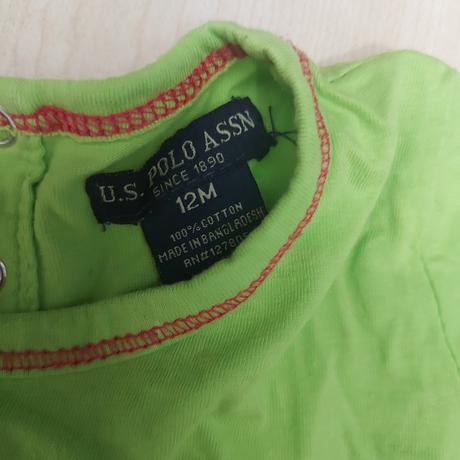 U.S. POLO ASSN
SINCE 1890
12M
100% COTTON
MADE IN BANGLADESH